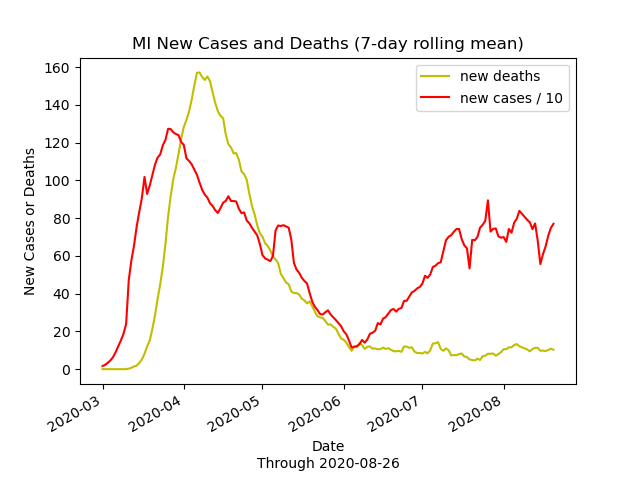 MI New Cases and Deaths (7-day rolling mean)
new deaths
new cases / 10
New Cases or Deaths
160
140
120
100
80
60
40
20
0
2020-03
2020-04
2020-05
2020-06
2020-07
2020-08
Date
Through 2020-08-26